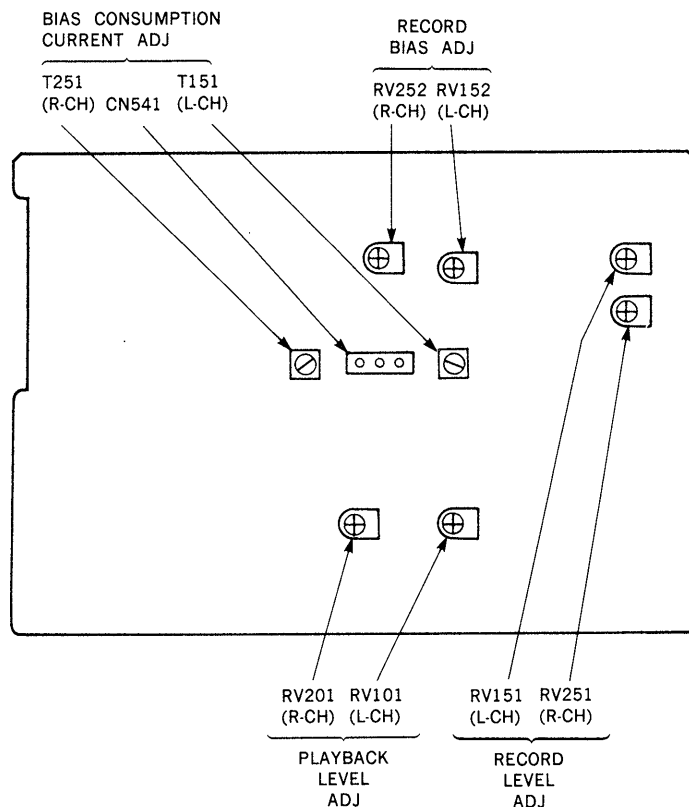 BIAS CONSUMPTION
CURRENT ADJ
T251
(R-CH)
CN541
T151
(L-CH)
RECORD
BIAS ADJ
RV252
(R-CH)
RV152
(L-CH)
RV201
(R-CH)
RV101
(L-CH)
PLAYBACK
LEVEL
ADJ
RV151
(L-CH)
RV251
(R-CH)
RECORD
LEVEL
ADJ